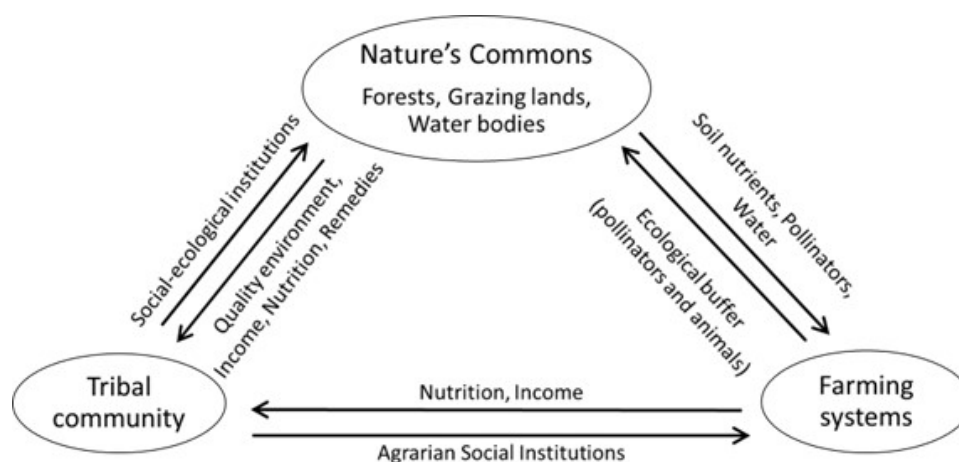 Nature’s Commons
Forests, Grazing lands,
Water bodies
Social-ecological institutions
Quality environment,
Income, Nutrition, Remedies
Soil nutrients, Pollinators,
Water
Ecological buffer
(pollinators and animals)
Tribal
community
Nutrition, Income
Agrarian Social Institutions
Farming
systems